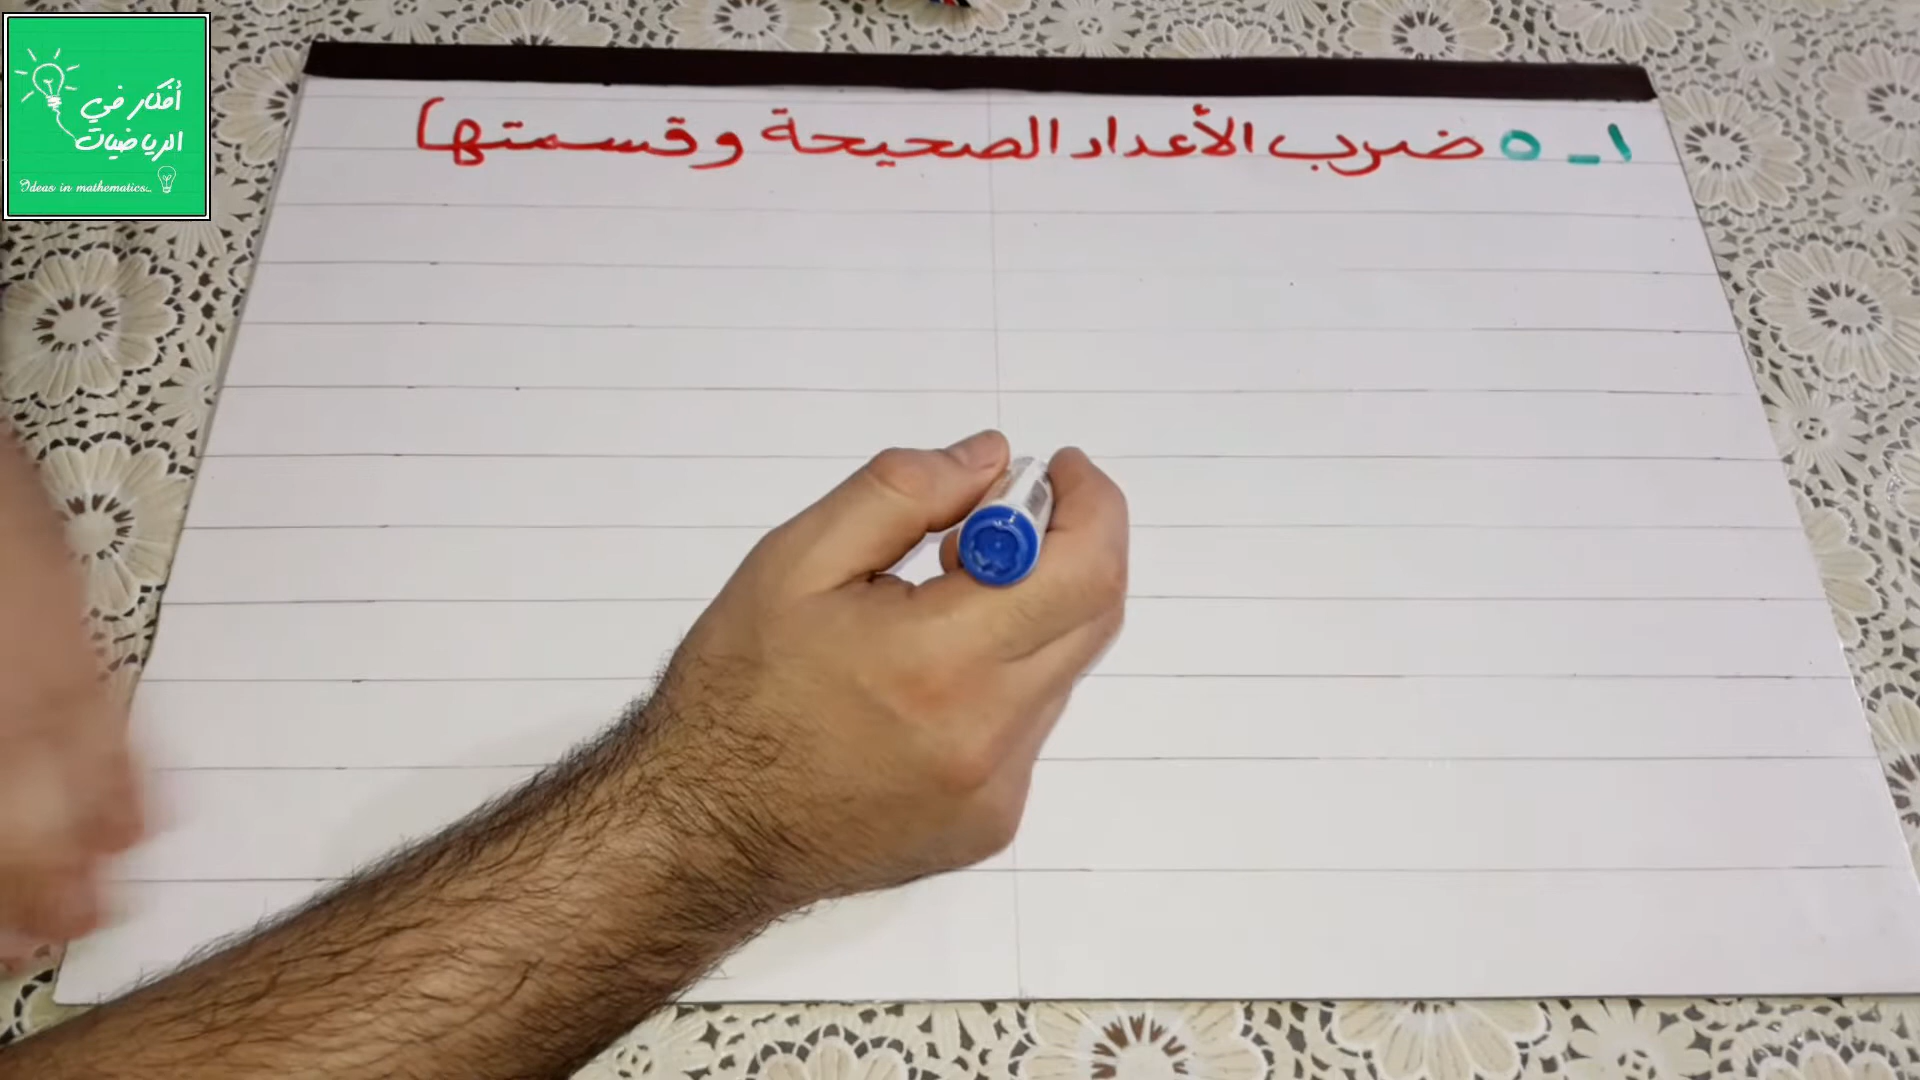 أفكار في
الرياضيات
Ideas in mathematics..
١ـ ٥ ضرب الأعداد الصحيحة وقسمتها)